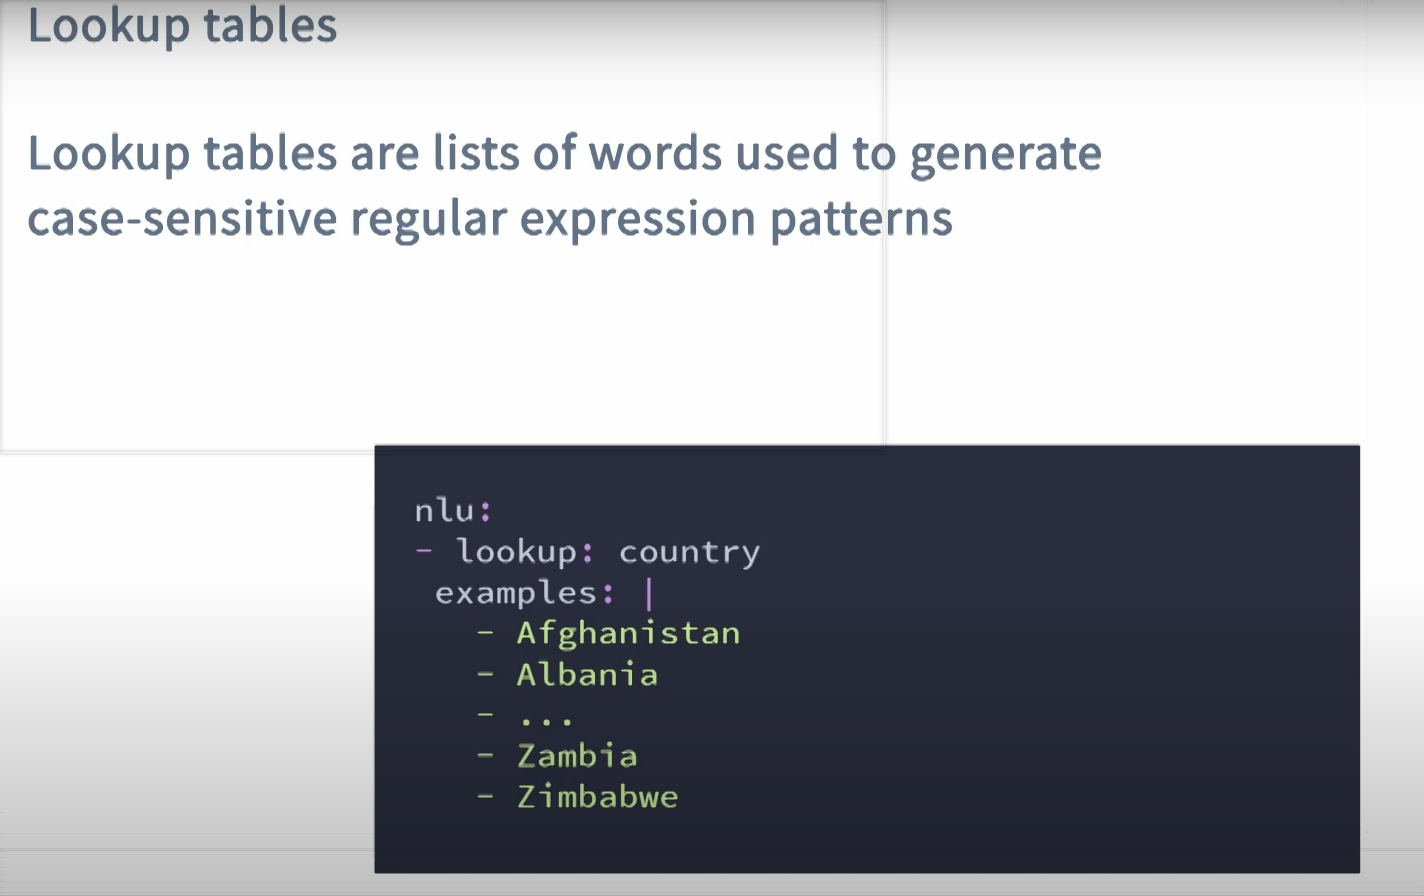 Lookup tables
Lookup tables are lists of words used to generate
case-sensitive regular expression patterns
nlu:
- lookup: country
examples: |
- Afghanistan
- Albania
- ...
- Zambia
- Zimbabwe